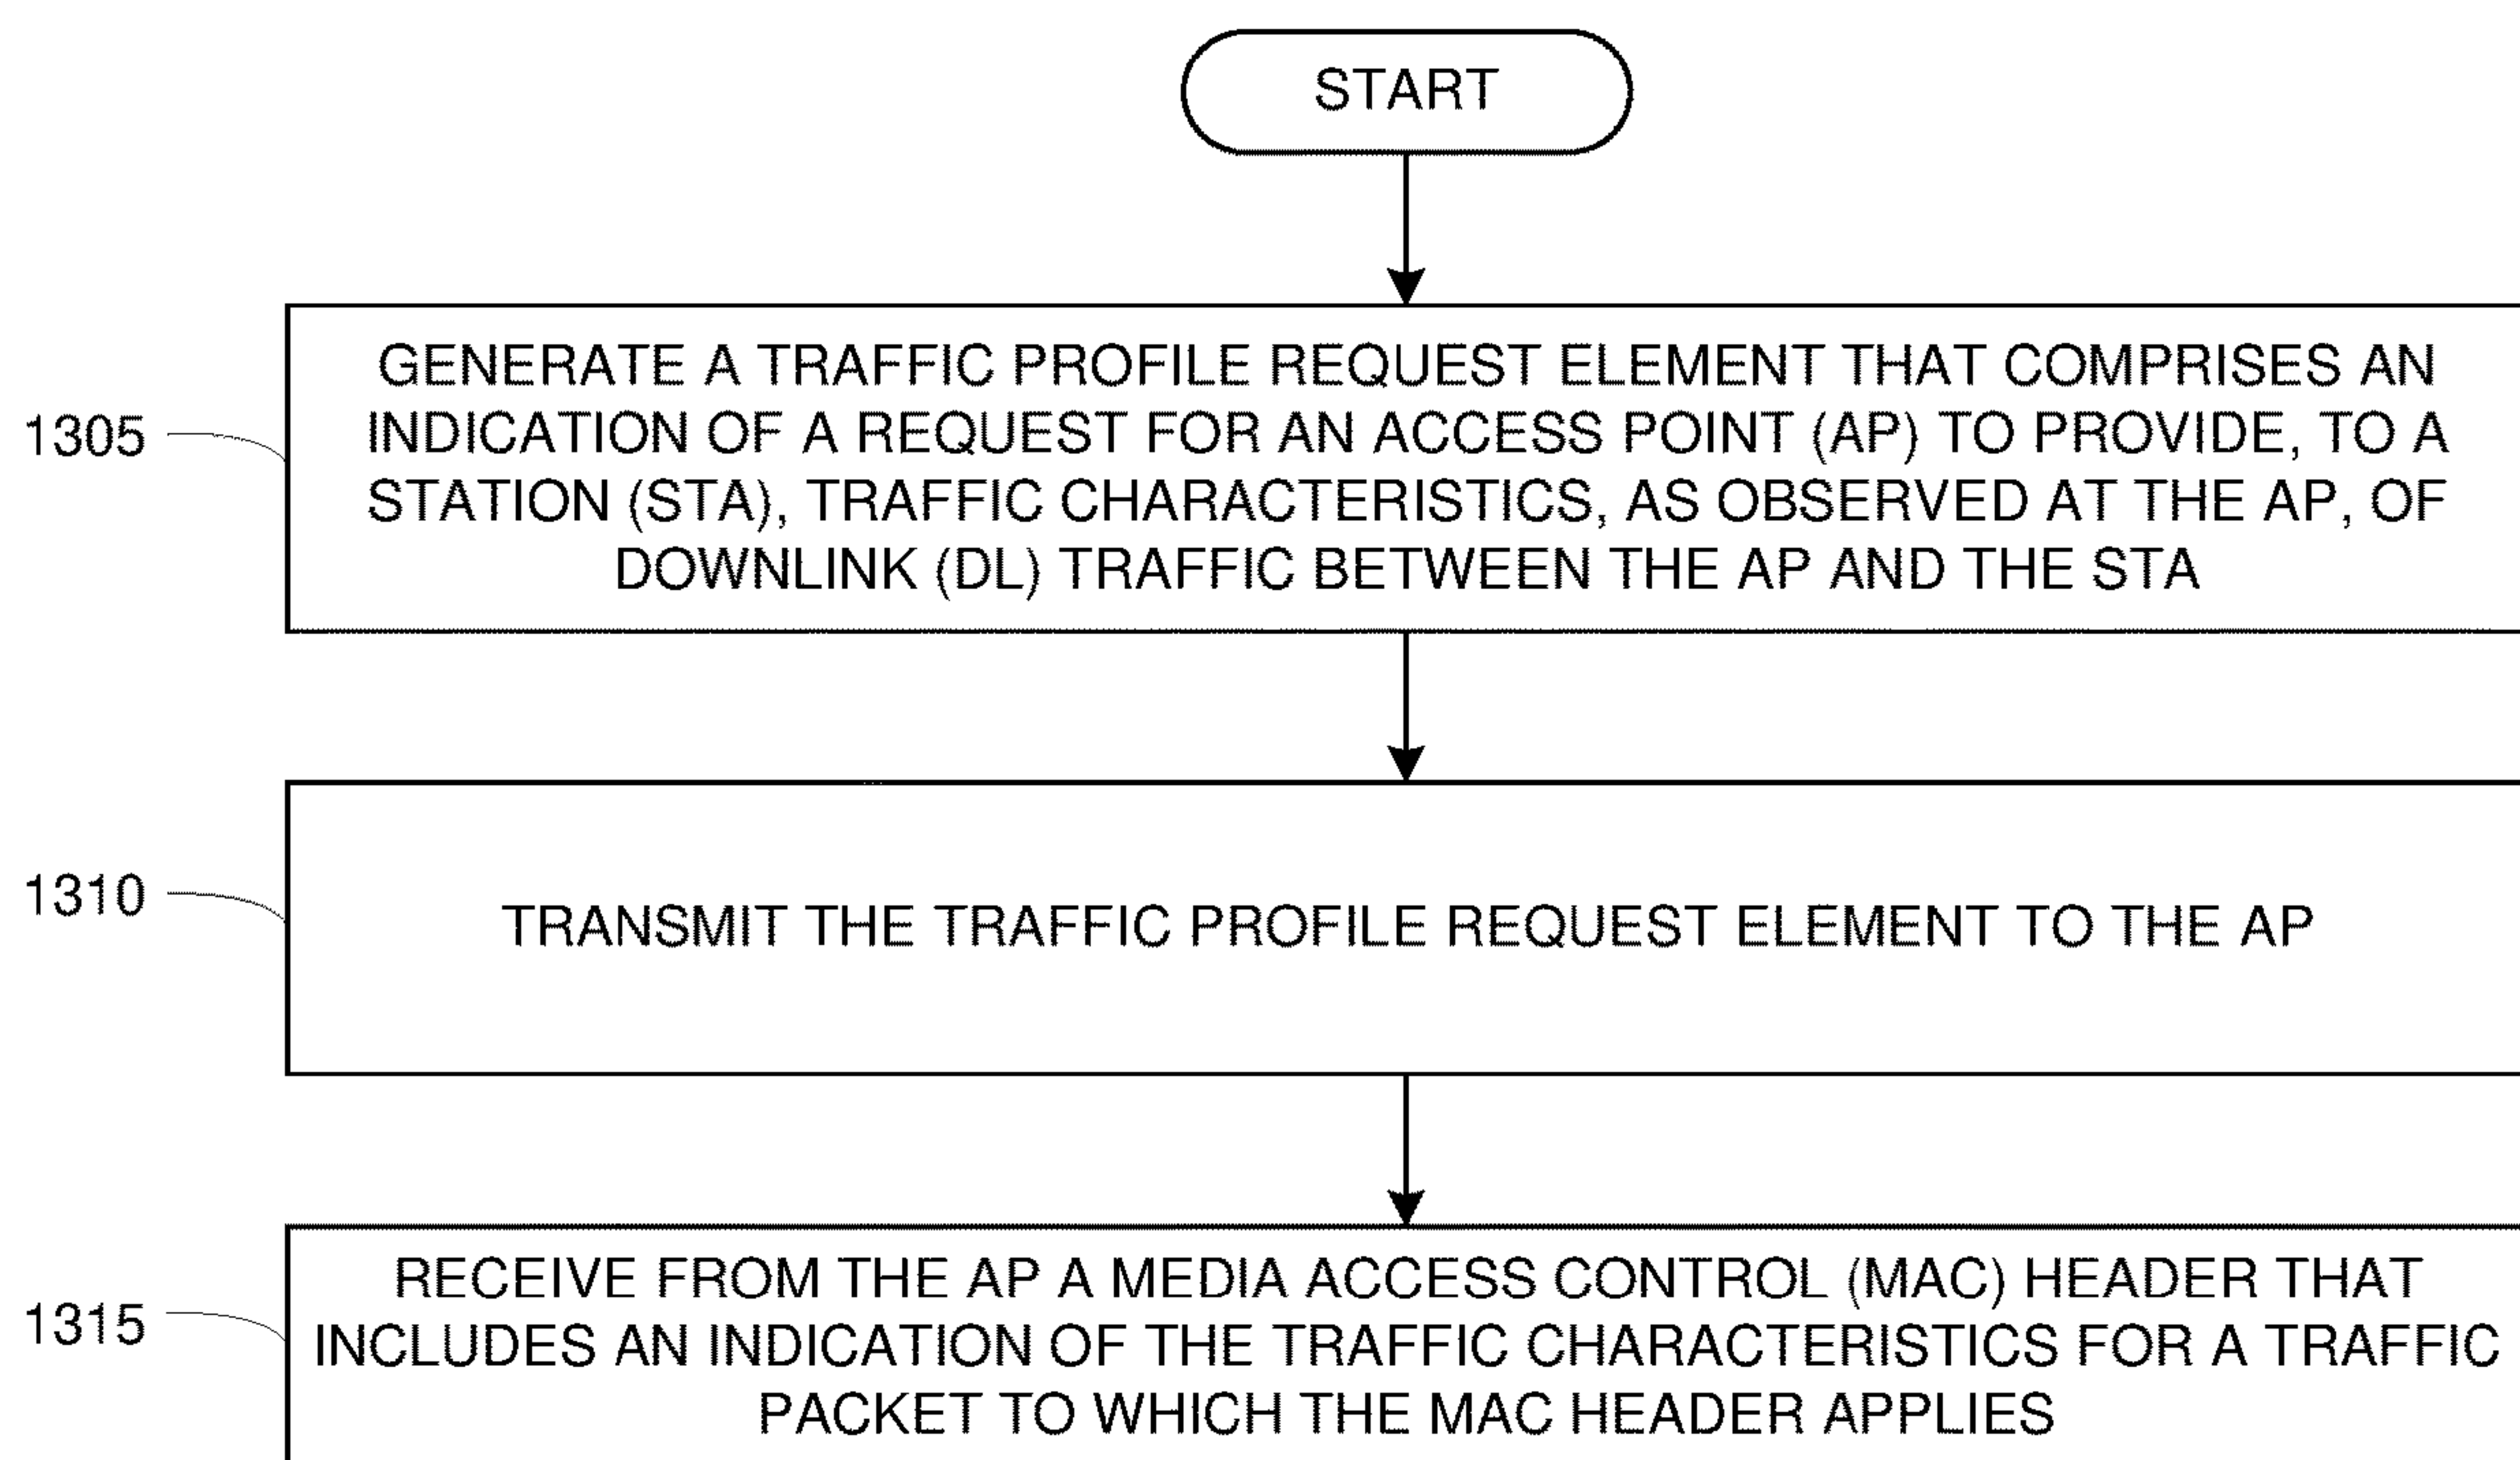 START
GENERATE A TRAFFIC PROFILE REQUEST ELEMENT THAT COMPRISES AN
INDICATION OF A REQUEST FOR AN ACCESS POINT (AP) TO PROVIDE, TO A
1305
STATION (STA), TRAFFIC CHARACTERISTICS, AS OBSERVED AT THE AP, OF
DOWNLINK (DL) TRAFFIC BETWEEN THE AP AND THE STA
1310
TRANSMIT THE TRAFFIC PROFILE REQUEST ELEMENT TO THE AP
RECEIVE FROM THE AP A MEDIA ACCESS CONTROL (MAC) HEADER THAT
1315
INCLUDES AN INDICATION OF THE TRAFFIC CHARACTERISTICS FOR A TRAFFIC
PACKET TO WHICH THE MAC HEADER APPLIES